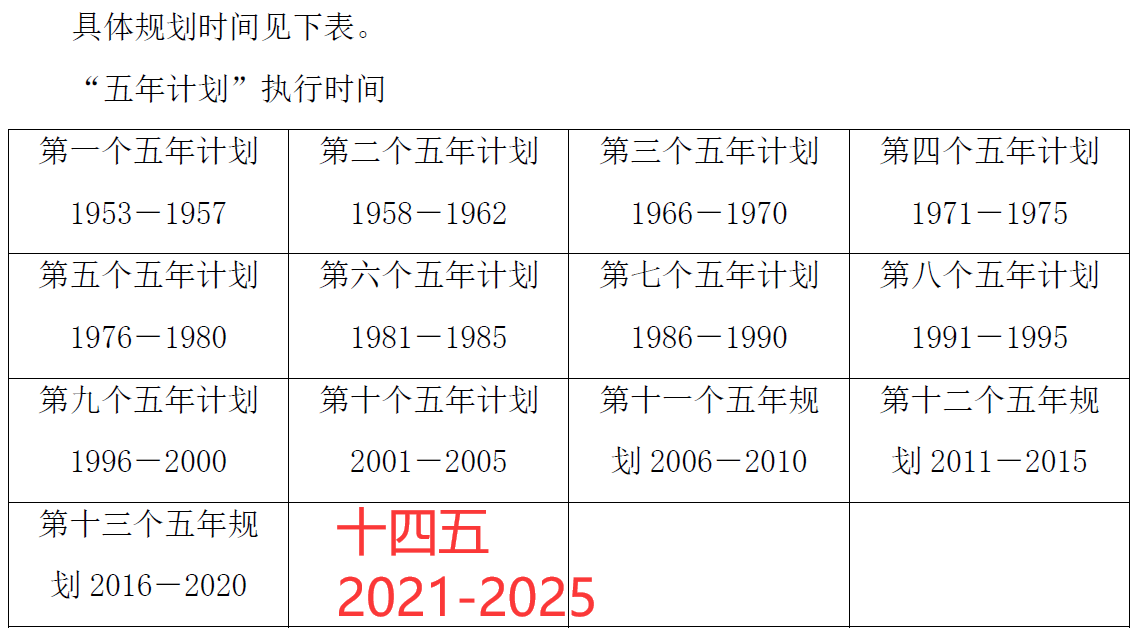 具体规划时间见下表。
“五年计划”执行时间
第一个五年计划
1953－1957
第二个五年计划
1958－1962
第三个五年计划
1966－1970
第四个五年计划
1971－1975
第五个五年计划
1976－1980
第六个五年计划
1981－1985
第七个五年计划
1986－1990
第八个五年计划
1991－1995
第九个五年计划
1996－2000
第十个五年计划
2001－2005
第十一个五年规
划 2006－2010
第十二个五年规
划 2011－2015
第十三个五年规
划 2016－2020
十四五
2021-2025